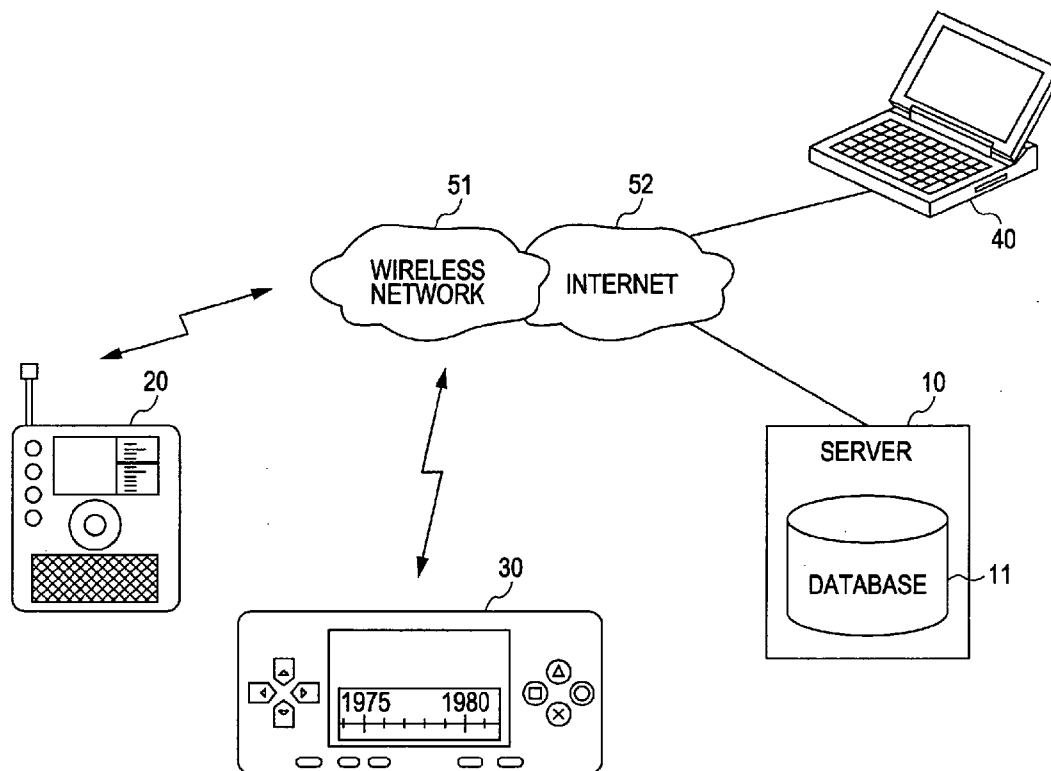 51
52
WIRELESS
NETWORK
INTERNET
40
20
10
SERVER
DATABASE
11
30
1975 1980